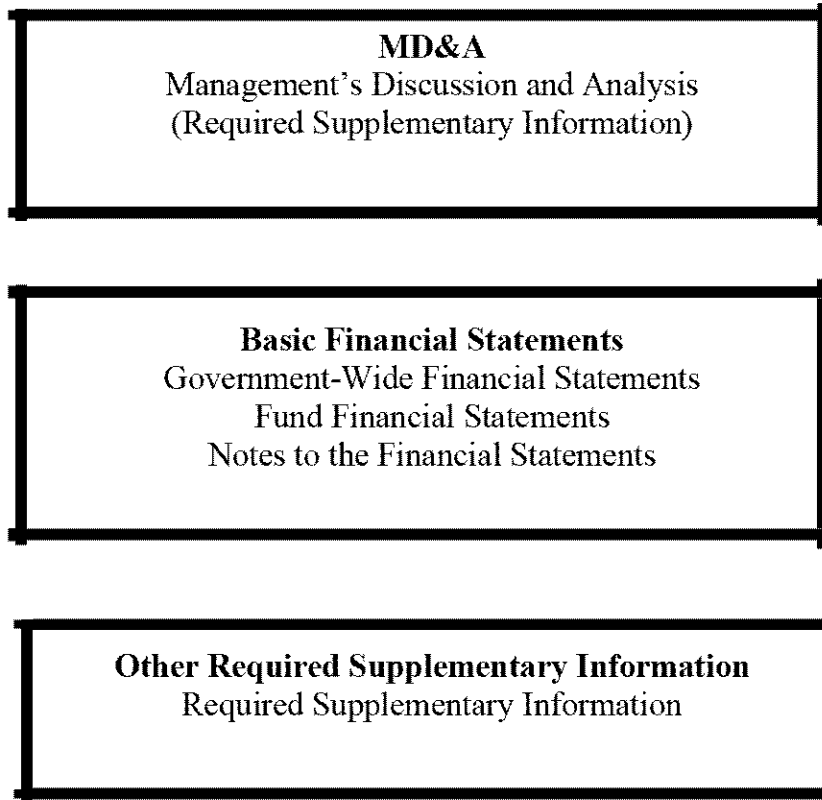 MD&A
Management's Discussion and Analysis
(Required Supplementary Information)
Basic Financial Statements
Government-Wide Financial Statements
Fund Financial Statements
Notes to the Financial Statements
Other Required Supplementary Information
Required Supplementary Information